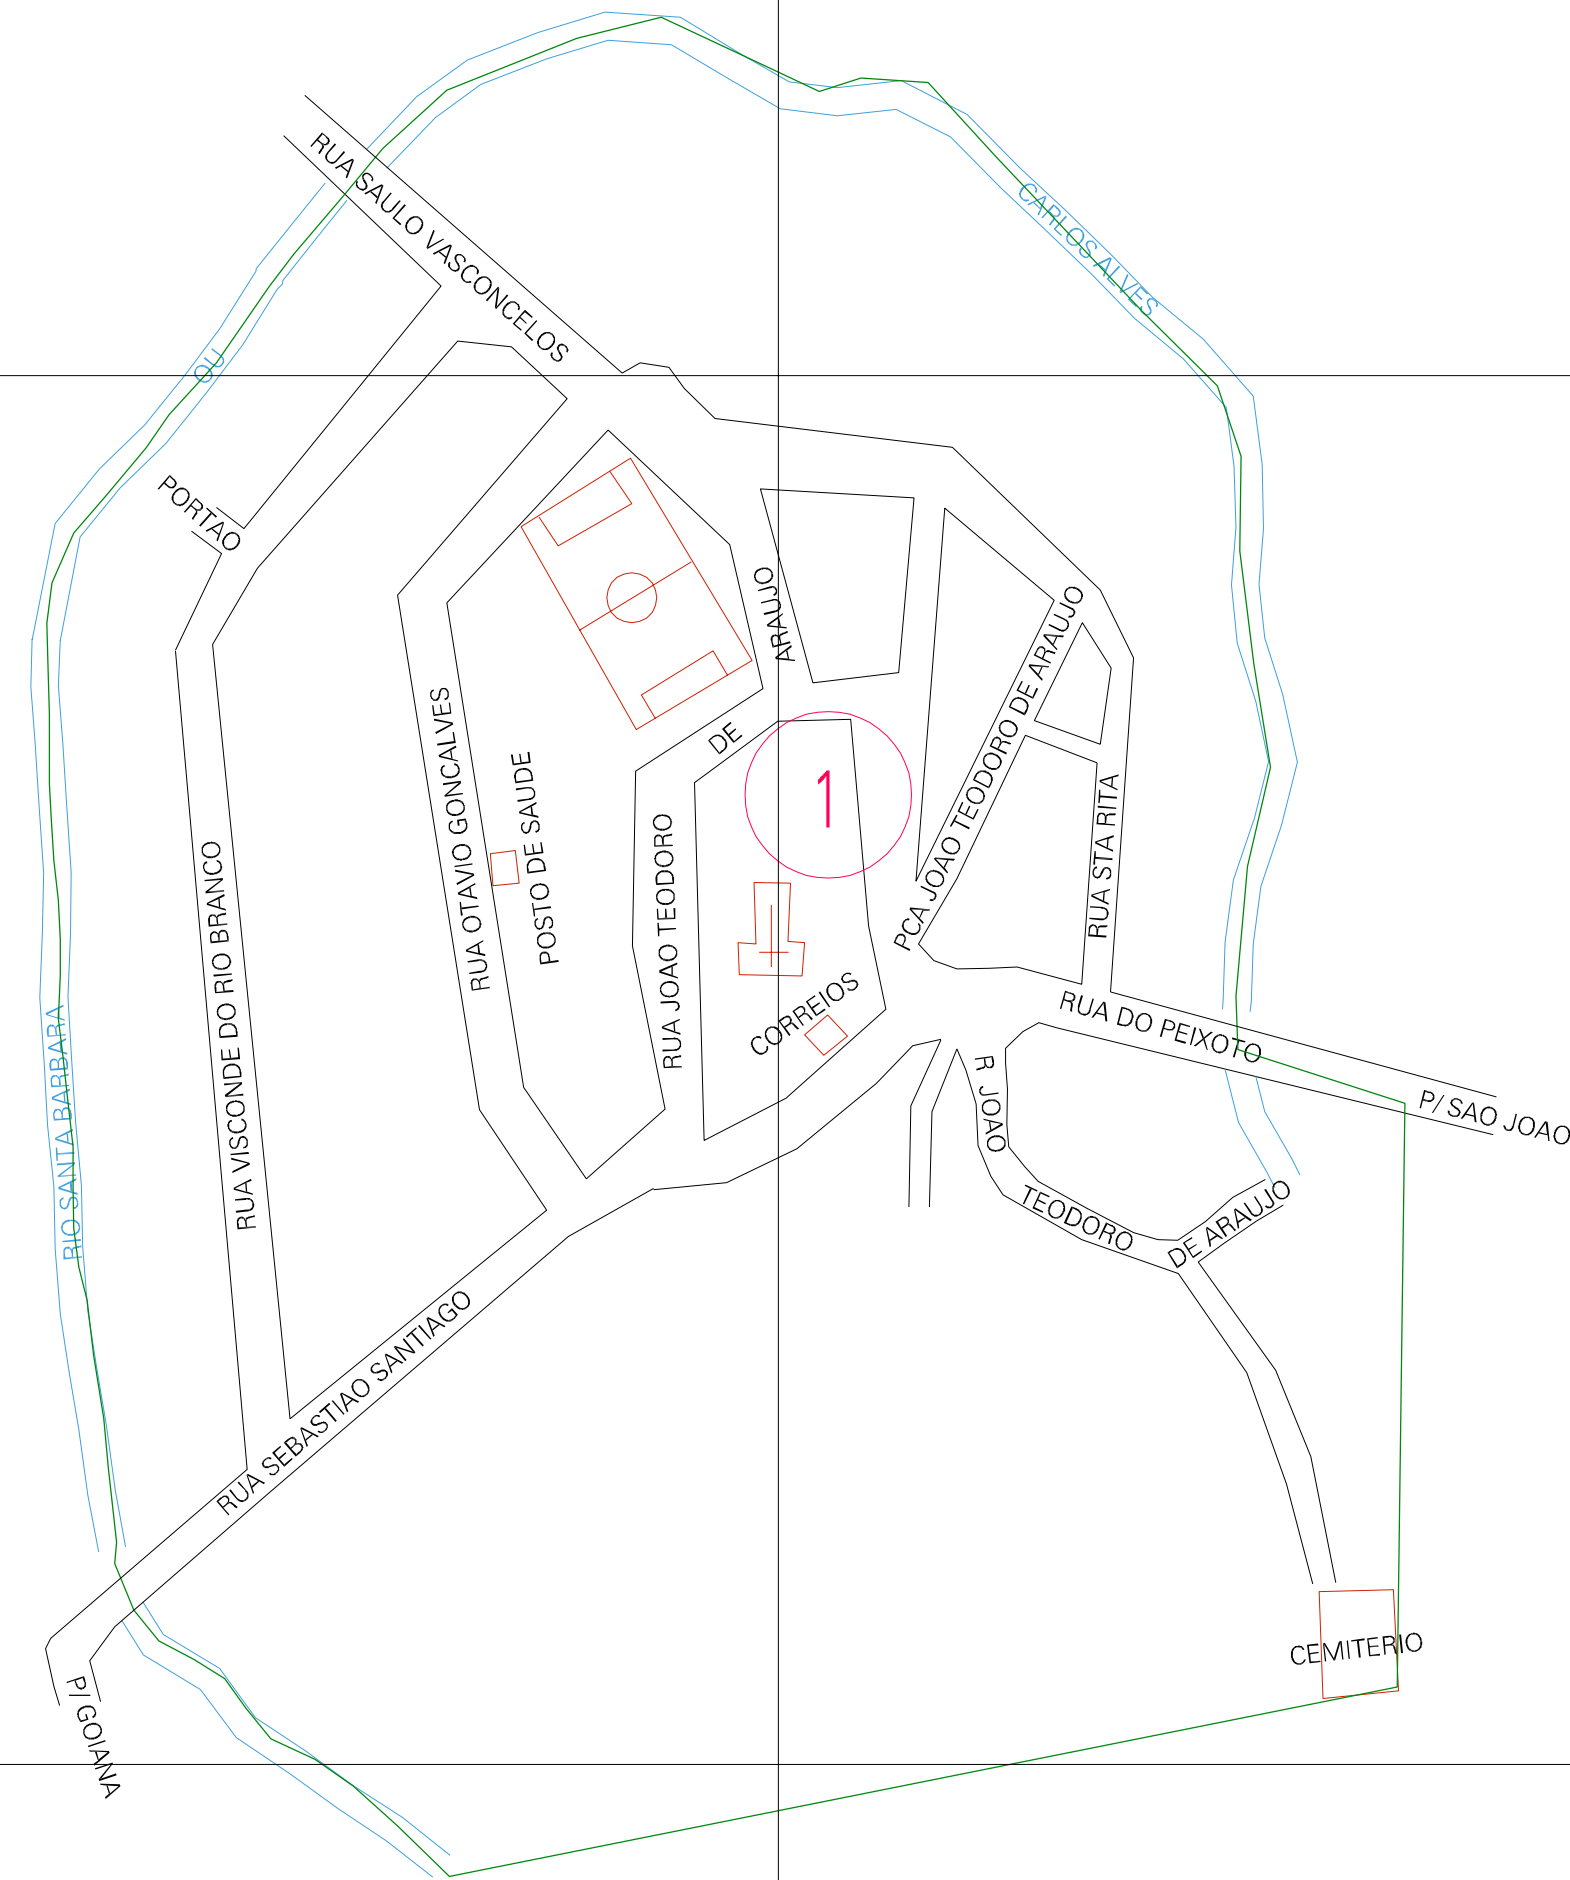 RUA SAULO VASCONCELOS
CARLOS ALVES
OU
PORTAO
ARAUJO
PCA JOAO TEODORO DE ARAUJO
DE
RUA OTAVIO GONCALVES
POSTO DE SAUDE
1
RUA STA RITA
RUA JOAO TEODORO
RUA VISCONDE DO RIO BRANCO
CORREIOS
RUA DO PEIXOTO
P/ SAO JOAO
RIO SANTA BARBARA
R JOAO
TEODORO
DE ARAUJO
RUA SEBASTIAO SANTIAGO
CEMITERIO
P/ GOIANA